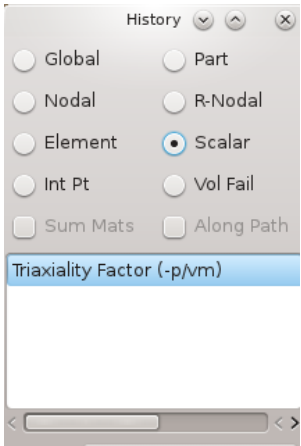 History
Global Part
Nodal R-Nodal
Element Scalar
Int Pt Vol Fail
Sum Mats Along Path
Triaxiality Factor (-p/vm)